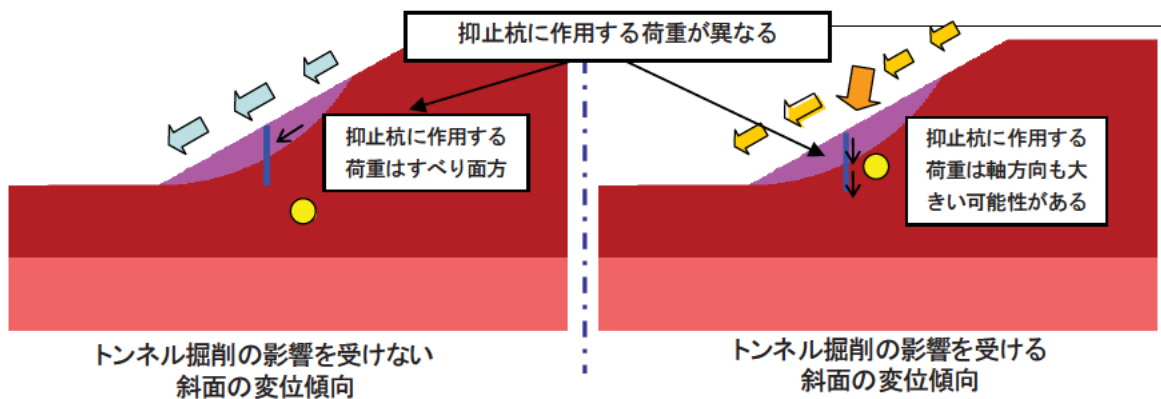 抑止杭に作用する荷重が異なる
抑止杭に作用する
荷重はすべり面方
抑止杭に作用する
荷重は軸方向も大
きい可能性がある
トンネル掘削の影響を受けない
斜面の変位傾向
トンネル掘削の影響を受ける
斜面の変位傾向